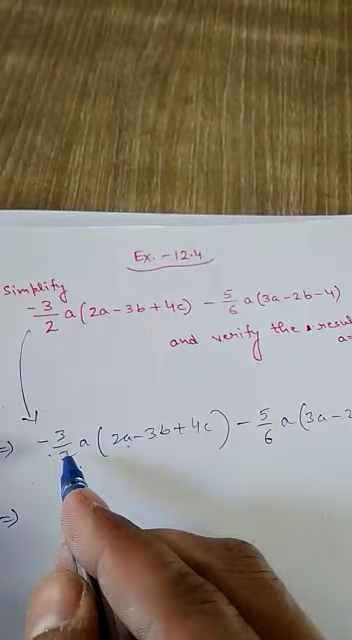 Ex. - 12.4
Simplify
-3/2 a (2a - 3b + 4c) - 5/6 a (3a - 2b - 4)
and verify the result
a=
=> -3/2 a (2a - 3b + 4c) - 5/6 a (3a - 2
=>